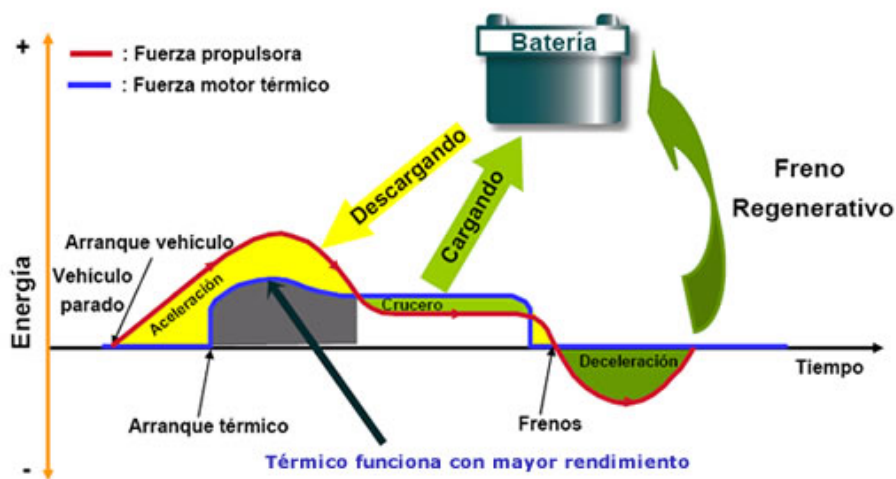 +
: Fuerza propulsora
: Fuerza motor térmico
Batería
Descargando
Cargando
Freno
Regenerativo
Arranque vehículo
Vehículo
parado
Aceleración
Crucero
Energía
Deceleración
Tiempo
Arranque térmico
Frenos
Térmico funciona con mayor rendimiento
-